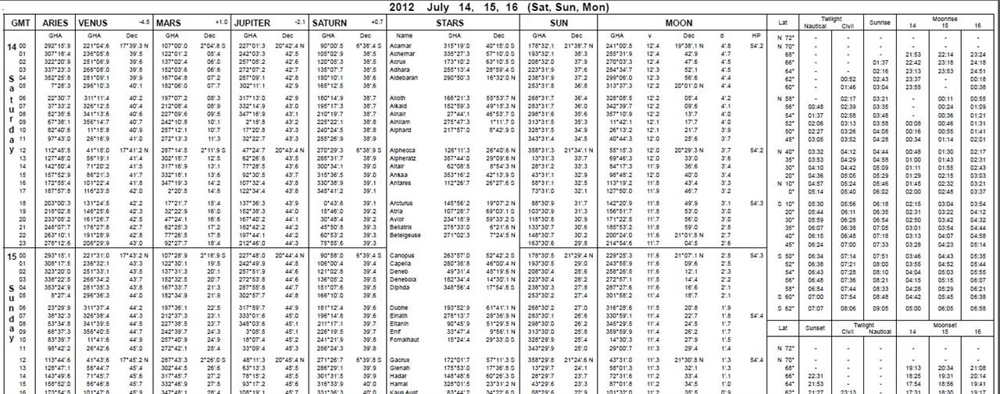 2012 July 14, 15, 16 (Sat, Sun, Mon)
GMT ARIES VENUS -4.5 MARS +1.0 JUPITER -2.1 SATURN +0.7 STARS SUN MOON
GHA GHA Dec GHA Dec GHA Dec GHA Dec Name SHA Dec GHA Dec GHA v Dec d HP
Saturday
14 00 292°15.9 221°04.6 17°39.3 N 107°00.0 2°04.8 S 227°01.3 20°42.4 N 90°00.5 6°38.4 S Acamar 315°19.0 40°15.0 S 178°32.1 21°38.7 N 241°00.5 12.4 19°38.1 N 4.8 54.2
01 307°18.4 236°05.8 39.5 122°01.2 05.4 242°03.3 42.5 105°02.9 38.5 Achernar 335°27.3 57°10.0 S 193°32.1 38.3 255°31.9 12.4 42.9 4.7
02 322°20.9 251°06.9 39.6 137°02.4 06.0 257°05.2 42.6 120°05.3 38.5 Acrux 173°10.2 63°10.5 S 208°32.0 37.9 270°03.3 12.4 47.6 4.5
03 337°23.3 266°08.0 39.8 152°03.6 06.6 272°07.2 42.7 135°07.7 38.5 Adhara 255°13.4 28°59.4 S 223°31.9 37.6 284°34.7 12.3 52.1 4.5
04 352°25.8 281°09.1 39.9 167°04.8 07.2 287°09.1 42.8 150°10.1 38.6 Aldebaran 290°50.3 16°32.0 N 238°31.9 37.2 299°06.0 12.3 56.6 4.4
05 7°28.3 296°10.3 40.1 182°06.0 07.7 302°11.1 42.9 165°12.5 38.6 253°31.8 36.8 313°37.3 12.2 20°01.0 N 4.4
06 22°30.7 311°11.4 40.2 197°07.2 08.3 317°13.0 42.9 180°14.9 38.7 Alioth 166°21.3 55°53.7 N 268°31.7 36.4 328°08.5 12.2 05.4 4.2
07 37°33.2 326°12.5 40.4 212°08.4 08.9 332°14.9 43.0 195°17.3 38.7 Alkaid 152°59.3 49°15.3 N 283°31.7 36.0 342°39.7 12.1 09.6 4.1
08 52°35.6 341°13.6 40.6 227°09.6 09.5 347°16.9 43.1 210°19.7 38.7 Alnair 27°44.1 46°53.7 S 298°31.6 35.6 357°10.9 12.2 13.7 4.0
09 67°38.1 356°14.7 40.7 242°10.8 10.1 2°18.8 43.2 225°22.1 38.8 Alnilam 275°47.3 1°11.7 S 313°31.5 35.3 11°42.1 12.1 17.7 4.0
10 82°40.6 11°15.8 40.9 257°12.1 10.7 17°20.8 43.3 240°24.5 38.8 Alphard 217°57.0 8°42.9 S 328°31.5 34.9 26°13.2 12.1 21.7 3.9
11 97°43.0 26°16.9 41.0 272°13.3 11.3 32°22.7 43.3 255°26.9 38.9 343°31.4 34.5 40°44.3 12.0 25.6 3.7
12 112°45.5 41°18.0 17°41.2 N 287°14.5 2°11.9 S 47°24.7 20°43.4 N 270°29.3 6°38.9 S Alphecca 126°11.3 26°40.6 N 358°31.3 21°34.1 N 55°15.3 12.0 20°29.3 N 3.7 54.2
13 127°48.0 56°19.1 41.4 302°15.7 12.5 62°26.6 43.5 285°31.7 38.9 Alpheratz 357°44.0 29°09.6 N 13°31.3 33.7 69°46.3 12.0 33.0 3.6
14 142°50.4 71°20.2 41.5 317°16.9 13.1 77°28.5 43.6 300°34.1 39.0 Altair 62°08.5 8°54.3 N 28°31.2 33.3 84°17.3 11.9 36.6 3.4
15 157°52.9 86°21.3 41.7 332°18.1 13.6 92°30.5 43.7 315°36.5 39.0 Ankaa 353°16.2 42°13.9 S 43°31.1 32.9 98°48.2 12.0 40.0 3.4
16 172°55.4 101°22.4 41.8 347°19.3 14.2 107°32.4 43.8 330°38.9 39.1 Antares 112°26.7 26°27.6 S 58°31.1 32.5 113°19.2 11.8 43.4 3.3
17 187°57.8 116°23.5 42.0 2°20.5 14.8 122°34.4 43.8 345°41.2 39.1 73°31.0 32.1 127°50.0 11.9 46.7 3.2
18 203°00.3 131°24.5 42.2 17°21.7 15.4 137°36.3 43.9 0°43.6 39.1 Arcturus 145°56.2 19°07.2 N 88°30.9 31.7 142°20.9 11.8 49.9 3.1 54.3
19 218°02.8 146°25.6 42.3 32°22.9 16.0 152°38.3 44.0 15°46.0 39.2 Atria 107°28.7 69°03.1 S 103°30.9 31.3 156°51.7 11.8 53.0 3.0
20 233°05.2 161°26.7 42.5 47°24.1 16.6 167°40.2 44.1 30°48.4 39.2 Avior 234°18.9 59°33.2 S 118°30.8 30.9 171°22.5 11.7 56.0 3.0
21 248°07.7 176°27.8 42.7 62°25.3 17.2 182°42.2 44.2 45°50.8 39.3 Bellatrix 278°33.0 6°21.6 N 133°30.7 30.6 185°53.2 11.8 59.0 2.8
22 263°10.1 191°28.9 42.8 77°26.5 17.8 197°44.1 44.2 60°53.2 39.3 Betelgeuse 271°02.3 7°24.5 N 148°30.7 30.2 200°24.0 11.6 21°01.8 N 2.7
23 278°12.6 206°29.9 43.0 92°27.7 18.4 212°46.0 44.3 75°55.6 39.3 163°30.6 29.8 214°54.6 11.7 04.5 2.6
Sunday
15 00 293°15.1 221°31.0 17°43.2 N 107°28.9 2°18.9 S 227°48.0 20°44.4 N 90°58.0 6°39.4 S Canopus 263°57.0 52°42.2 S 178°30.5 21°29.4 N 229°25.3 11.6 21°07.1 N 2.5 54.3
01 308°17.5 236°32.1 43.3 122°30.1 19.5 242°49.9 44.5 106°00.4 39.4 Capella 280°35.8 46°00.4 N 193°30.5 29.0 243°55.9 11.6 09.6 2.5
02 323°20.0 251°33.1 43.5 137°31.3 20.1 257°51.9 44.6 121°02.8 39.4 Deneb 49°31.4 45°19.6 N 208°30.4 28.6 258°26.5 11.6 12.1 2.3
03 338°22.5 266°34.2 43.7 152°32.5 20.7 272°53.8 44.6 136°05.2 39.5 Denebola 182°34.4 14°30.1 N 223°30.4 28.2 272°57.1 11.5 14.4 2.2
04 353°24.9 281°35.3 43.8 167°33.7 21.3 287°55.8 44.7 151°07.6 39.5 Diphda 348°56.4 17°54.8 S 238°30.3 27.8 287°27.6 11.6 16.6 2.1
05 8°27.4 296°36.3 44.0 182°34.9 21.9 302°57.7 44.8 166°10.0 39.6 253°30.2 27.4 301°58.2 11.4 18.7 2.1
06 23°29.9 311°37.4 44.2 197°36.1 22.5 317°59.7 44.9 181°12.4 39.6 Dubhe 193°52.9 61°41.1 N 268°30.2 27.0 316°28.6 11.5 20.8 1.9
07 38°32.3 326°38.4 44.3 212°37.3 23.1 333°01.6 45.0 196°14.8 39.6 Elnath 278°13.7 28°36.9 N 283°30.1 26.6 330°59.1 11.4 22.7 1.8 54.4
08 53°34.8 341°39.5 44.5 227°38.5 23.7 348°03.6 45.1 211°17.1 39.7 Eltanin 90°45.9 51°29.5 N 298°30.0 26.2 345°29.5 11.4 24.5 1.7
09 68°37.3 356°40.5 44.7 242°39.7 24.3 3°05.5 45.1 226°19.5 39.7 Enif 33°47.4 9°56.1 N 313°30.0 25.8 359°59.9 11.4 26.2 1.7
10 83°39.7 11°41.6 44.9 257°40.9 24.9 18°07.4 45.2 241°21.9 39.8 Fomalhaut 15°24.4 29°33.0 S 328°29.9 25.4 14°30.3 11.4 27.9 1.5
11 98°42.2 26°42.6 45.0 272°42.1 25.4 33°09.4 45.3 256°24.3 39.8 343°29.9 25.0 29°00.7 11.3 29.4 1.4
12 113°44.6 41°43.6 17°45.2 N 287°43.3 2°26.0 S 48°11.3 20°45.4 N 271°26.7 6°39.8 S Gacrux 172°01.7 57°11.3 S 358°29.8 21°24.6 N 43°31.0 11.3 21°30.8 N 1.3 54.4
13 128°47.1 56°44.7 45.4 302°44.5 26.6 63°13.3 45.5 286°29.1 39.9 Gienah 175°53.0 17°36.8 S 13°29.7 24.1 58°01.3 11.3 32.1 1.3
14 143°49.6 71°45.7 45.6 317°45.7 27.2 78°15.2 45.5 301°31.5 39.9 Hadar 148°48.6 60°26.3 S 28°29.7 23.7 72°31.6 11.2 33.4 1.1
15 158°52.0 86°46.8 45.7 332°46.9 27.8 93°17.2 45.6 316°33.9 40.0 Hamal 328°01.5 23°31.2 N 43°29.6 23.3 87°01.8 11.2 34.5 1.0
16 173°54.5 101°47.8 45.9 347°48.1 28.4 108°19.1 45.7 331°36.3 40.0 Kaus Aust. 83°44.2 34°22.6 S 58°29.6 22.9 101°32.0 11.2 35.5 0.9
Lat Twilight Nautical Civil Sunrise Moonrise 14 15 16
N 72° - - - - - -
N 70° - - - - - -
68° - - - 21:53 22:14 23:24
66° - - 01:37 22:42 23:18 24:18
64° - - 02:16 23:13 23:53 24:51
62° - 00:52 02:43 23:37 - 00:18
60° - 01:46 03:04 23:55 - 00:38
N 58° - 02:17 03:21 - 00:11 00:55
56° 00:48 02:39 03:35 - 00:24 01:09
54° 01:37 02:58 03:48 - 00:36 01:21
52° 02:06 03:13 03:58 00:08 00:46 01:31
50° 02:27 03:26 04:08 00:16 00:55 01:41
45° 03:05 03:52 04:28 00:34 01:14 02:01
N 40° 03:32 04:12 04:44 00:48 01:30 02:17
35° 03:53 04:29 04:58 01:00 01:43 02:31
30° 04:10 04:42 05:09 01:11 01:55 02:43
20° 04:36 05:05 05:29 01:29 02:15 03:03
N 10° 04:57 05:24 05:46 01:45 02:32 03:21
0° 05:14 05:40 06:02 02:00 02:48 03:37
S 10° 05:30 05:56 06:18 02:15 03:04 03:54
20° 05:44 06:11 06:35 02:31 03:22 04:12
30° 05:59 06:28 06:54 02:50 03:42 04:32
35° 06:07 06:38 07:05 03:01 03:54 04:44
40° 06:15 06:48 07:18 03:13 04:07 04:58
45° 06:24 07:00 07:33 03:28 04:23 05:14
S 50° 06:34 07:14 07:51 03:46 04:43 05:35
52° 06:38 07:21 08:00 03:55 04:52 05:44
54° 06:43 07:28 08:10 04:04 05:03 05:55
56° 06:48 07:36 08:21 04:15 05:15 06:07
58° 06:54 07:44 08:33 04:28 05:29 06:21
S 60° 07:00 07:54 08:48 04:42 05:45 06:38
S 62° 07:07 08:06 09:05 05:00 06:05 06:58
Lat Sunset Twilight Civil Nautical Moonset 14 15 16
N 72° - - - - - -
N 70° - - - - - -
68° - - - 19:13 20:34 21:08
66° 22:31 - - 18:25 19:31 20:14
64° 21:53 - - 17:54 18:56 19:41
62° 21:27 23:13 - 17:31 18:30 19:17